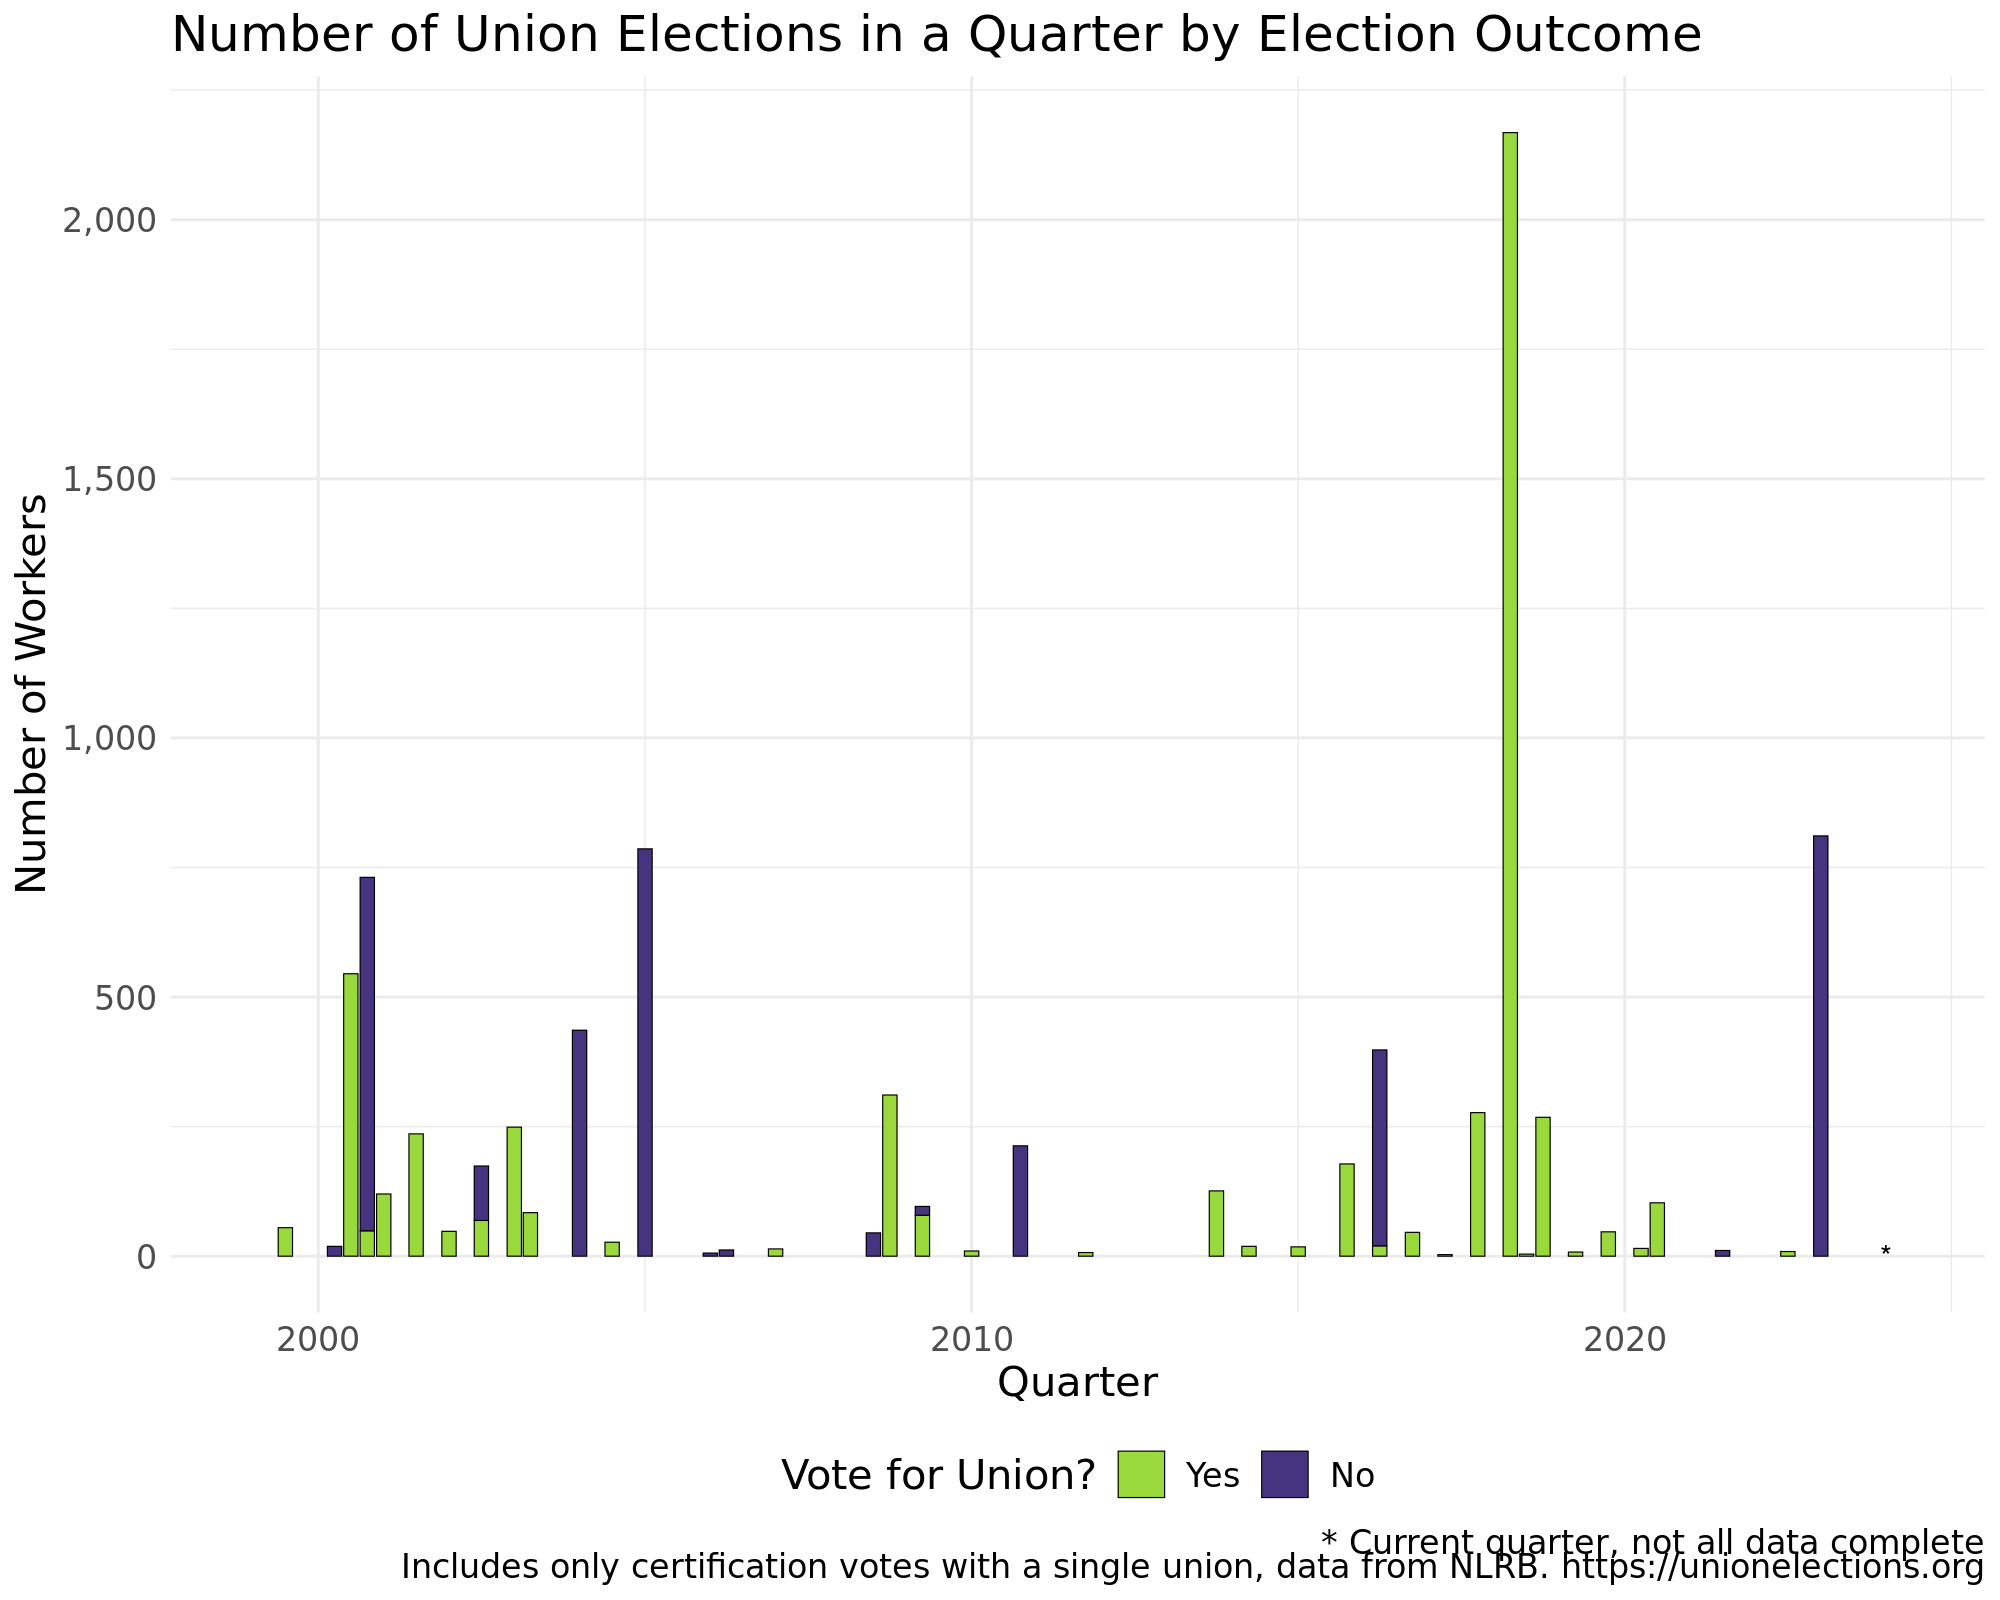 Number of Union Elections in a Quarter by Election Outcome
Number of Workers
2,000
1,500
1,000
500
0
*
2000
2010
2020
Quarter
Vote for Union? Yes No
* Current quarter, not all data complete
Includes only certification votes with a single union, data from NLRB. https://unionelections.org